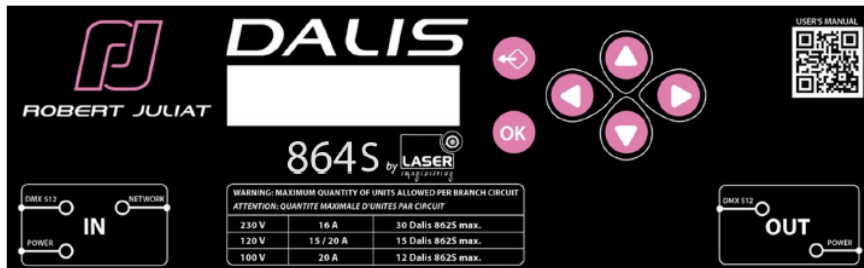 ROBERT JULIAT
DALIS
864S by LASER
OK
USER'S MANUAL
DMX 512
NETWORK
IN
POWER
WARNING: MAXIMUM QUANTITY OF UNITS ALLOWED PER BRANCH CIRCUIT
ATTENTION: QUANTITE MAXIMALE D'UNITES PAR CIRCUIT
230 V 16 A 30 Dalis 862S max.
120 V 15 / 20 A 15 Dalis 862S max.
100 V 20 A 12 Dalis 862S max.
DMX 512
OUT
POWER